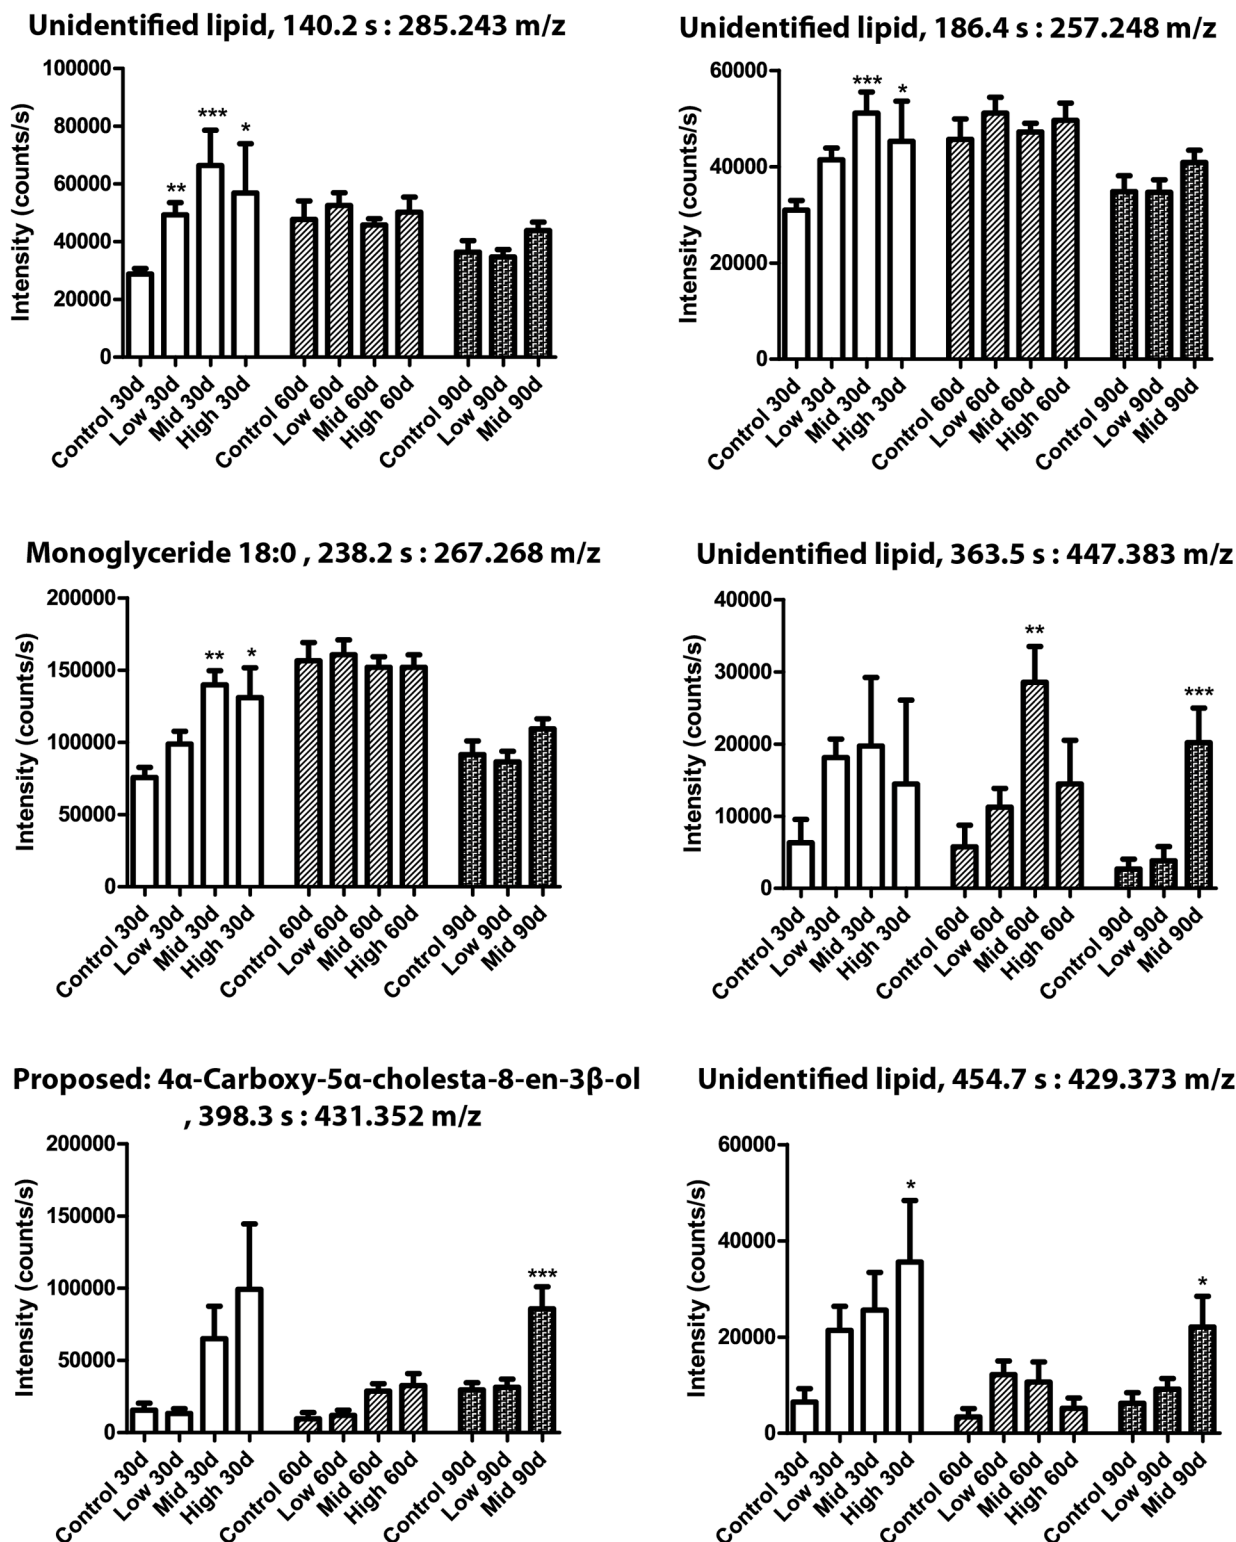 Unidentified lipid, 140.2 s : 285.243 m/z
Intensity (counts/s)
100000
80000
60000
40000
20000
0
**
***
*
Control 30d
Low 30d
Mid 30d
High 30d
Control 60d
Low 60d
Mid 60d
High 60d
Control 90d
Low 90d
Mid 90d
Unidentified lipid, 186.4 s : 257.248 m/z
Intensity (counts/s)
60000
40000
20000
0
***
*
Control 30d
Low 30d
Mid 30d
High 30d
Control 60d
Low 60d
Mid 60d
High 60d
Control 90d
Low 90d
Mid 90d
Monoglyceride 18:0 , 238.2 s : 267.268 m/z
Intensity (counts/s)
200000
150000
100000
50000
0
**
*
Control 30d
Low 30d
Mid 30d
High 30d
Control 60d
Low 60d
Mid 60d
High 60d
Control 90d
Low 90d
Mid 90d
Unidentified lipid, 363.5 s : 447.383 m/z
Intensity (counts/s)
40000
30000
20000
10000
0
**
***
Control 30d
Low 30d
Mid 30d
High 30d
Control 60d
Low 60d
Mid 60d
High 60d
Control 90d
Low 90d
Mid 90d
Proposed: 4α-Carboxy-5α-cholesta-8-en-3β-ol
, 398.3 s : 431.352 m/z
Intensity (counts/s)
200000
150000
100000
50000
0
***
Control 30d
Low 30d
Mid 30d
High 30d
Control 60d
Low 60d
Mid 60d
High 60d
Control 90d
Low 90d
Mid 90d
Unidentified lipid, 454.7 s : 429.373 m/z
Intensity (counts/s)
60000
40000
20000
0
*
*
Control 30d
Low 30d
Mid 30d
High 30d
Control 60d
Low 60d
Mid 60d
High 60d
Control 90d
Low 90d
Mid 90d